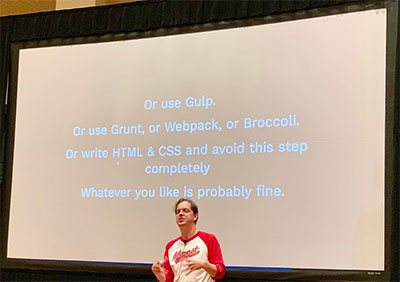 Or use Gulp.
Or use Grunt, or Webpack, or Broccoli.
Or write HTML & CSS and avoid this step
completely
Whatever you like is probably fine.